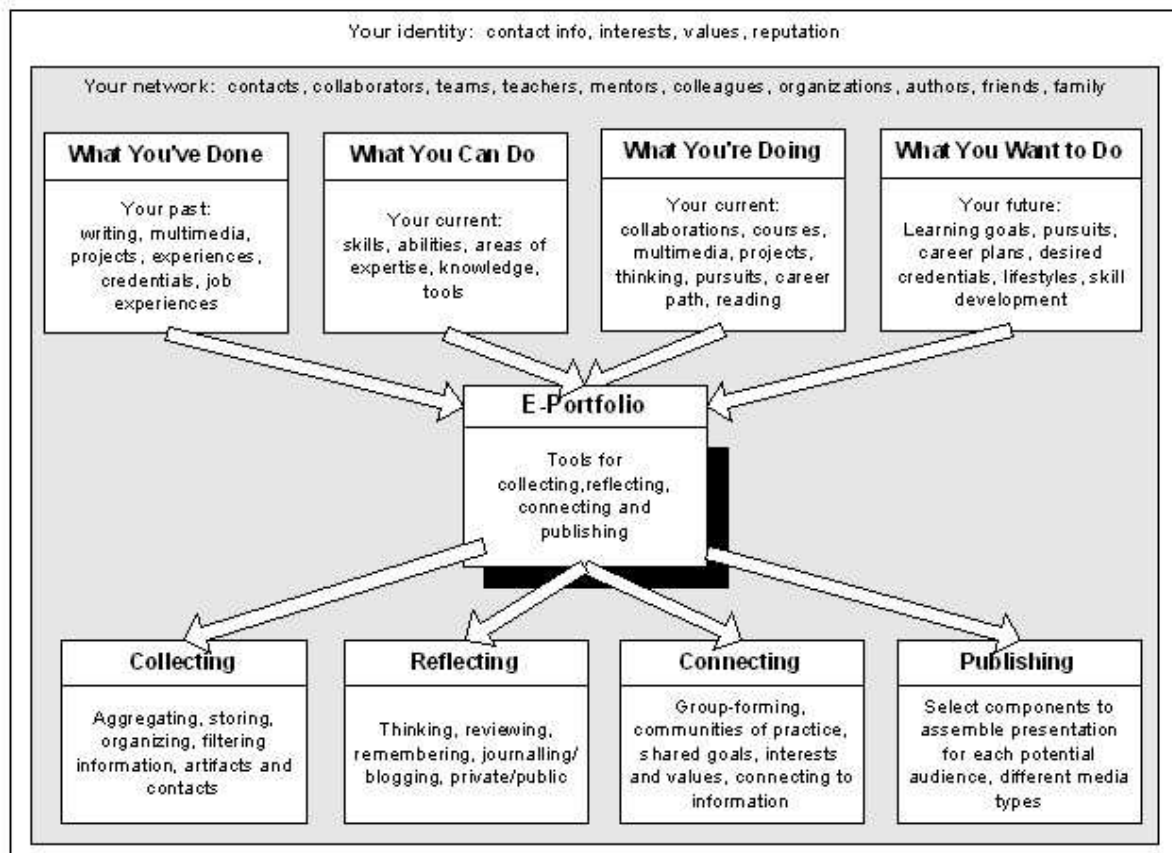 Your identity: contact info, interests, values, reputation
Your network: contacts, collaborators, teams, teachers, mentors, colleagues, organizations, authors, friends, family
What You've Done
Your past:
writing, multimedia,
projects, experiences,
credentials, job
experiences
What You Can Do
Your current:
skills, abilities, areas of
expertise, knowledge,
tools
What You're Doing
Your current:
collaborations, courses,
multimedia, projects,
thinking, pursuits, career
path, reading
What You Want to Do
Your future:
Learning goals, pursuits,
career plans, desired
credentials, lifestyles, skill
development
E-Portfolio
Tools for
collecting,reflecting,
connecting and
publishing
Collecting
Aggregating, storing,
organizing, filtering
information, artifacts and
contacts
Reflecting
Thinking, reviewing,
remembering, journalling/
blogging, private/public
Connecting
Group-forming,
communities of practice,
shared goals, interests
and values, connecting to
information
Publishing
Select components to
assemble presentation
for each potential
audience, different media
types